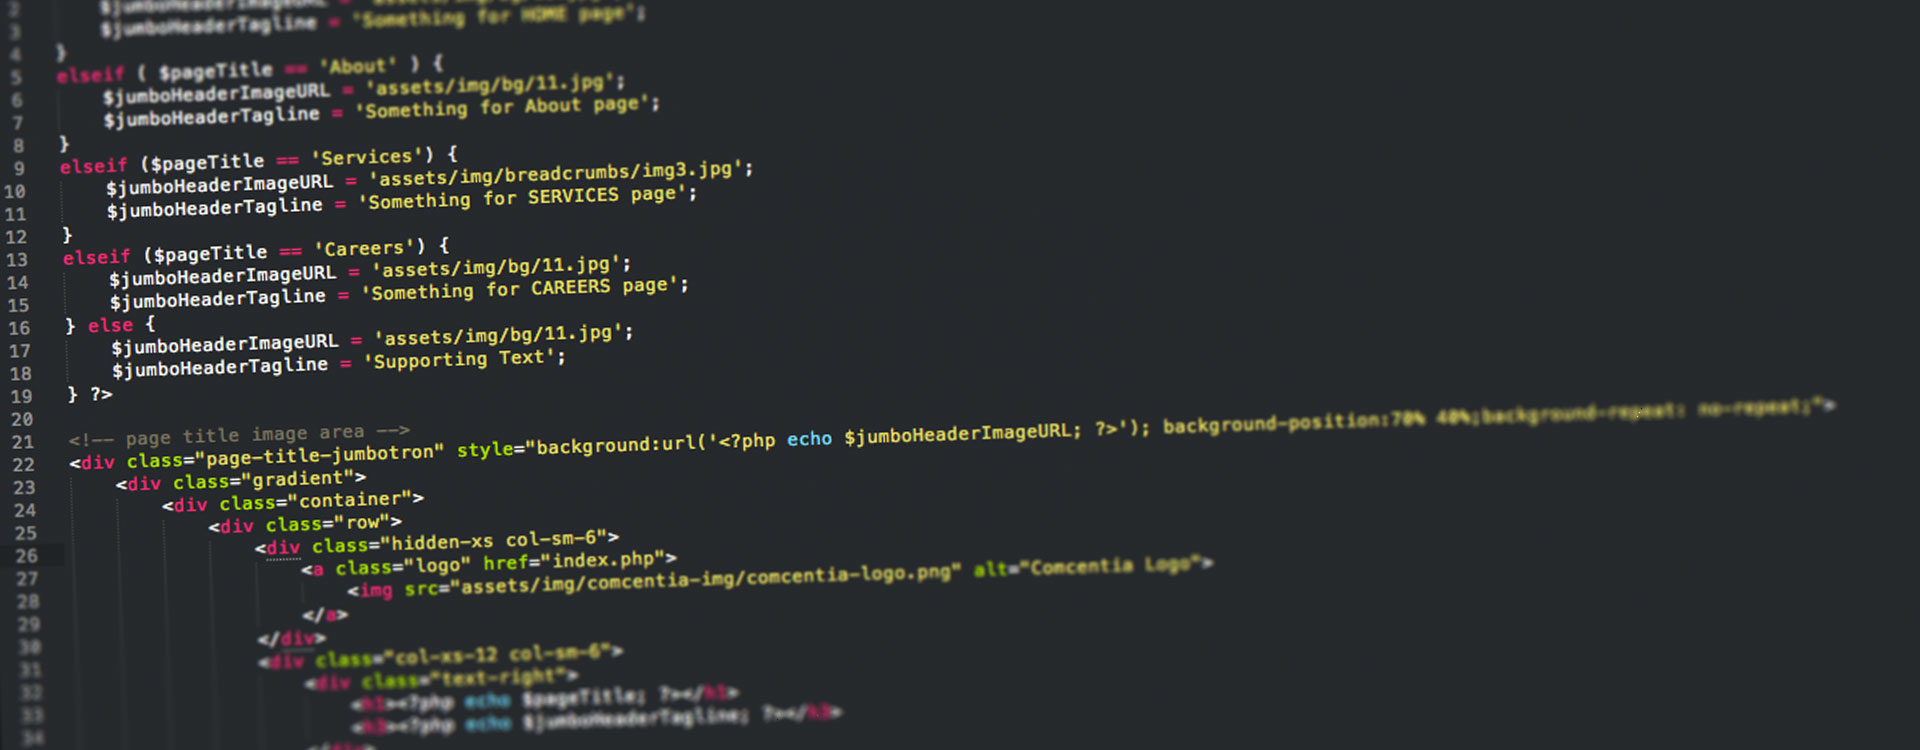 2 $jumboHeaderImageURL =
3 $jumboHeaderTagline = 'Something for HOME page';
4 }
5 elseif ( $pageTitle == 'About' ) {
6 $jumboHeaderImageURL = 'assets/img/bg/11.jpg';
7 $jumboHeaderTagline = 'Something for About page';
8 }
9 elseif ($pageTitle == 'Services') {
10 $jumboHeaderImageURL = 'assets/img/breadcrumbs/img3.jpg';
11 $jumboHeaderTagline = 'Something for SERVICES page';
12 }
13 elseif ($pageTitle == 'Careers') {
14 $jumboHeaderImageURL = 'assets/img/bg/11.jpg';
15 $jumboHeaderTagline = 'Something for CAREERS page';
16 } else {
17 $jumboHeaderImageURL = 'assets/img/bg/11.jpg';
18 $jumboHeaderTagline = 'Supporting Text';
19 } ?>
20
21 <!-- page title image area -->
22 <div class="page-title-jumbotron" style="background:url('<?php echo $jumboHeaderImageURL; ?>'); background-position:70% 40%;background-repeat: no-repeat;">
23 <div class="gradient">
24 <div class="container">
25 <div class="row">
26 <div class="hidden-xs col-sm-6">
27 <a class="logo" href="index.php">
28 <img src="assets/img/comcentia-img/comcentia-logo.png" alt="Comcentia Logo">
29 </a>
30 </div>
31 <div class="col-xs-12 col-sm-6">
32 <div class="text-right">
33 <h1><?php echo $pageTitle; ?></h1>
34 <h3><?php echo $jumboHeaderTagline; ?></h3>
</div>